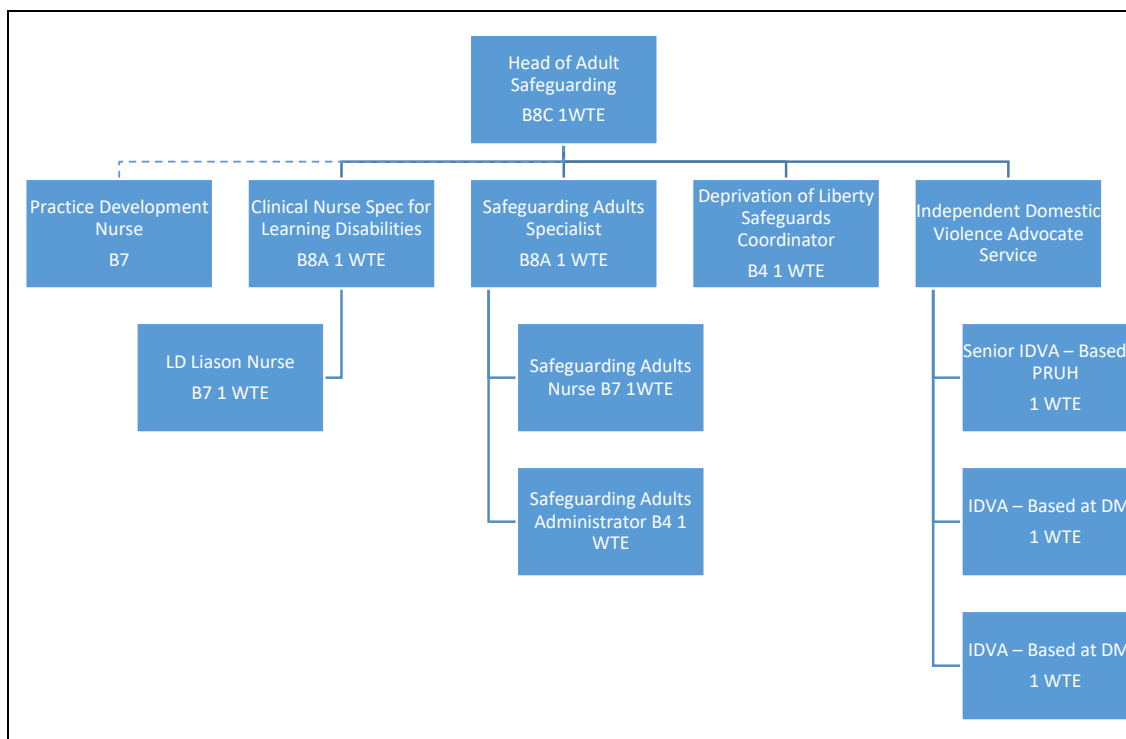 Head of Adult
Safeguarding
B8C 1WTE
Practice Development
Nurse
B7
Clinical Nurse Spec for
Learning Disabilities
B8A 1 WTE
Safeguarding Adults
Specialist
B8A 1 WTE
Deprivation of Liberty
Safeguards
Coordinator
B4 1 WTE
Independent Domestic
Violence Advocate
Service
LD Liason Nurse
B7 1 WTE
Safeguarding Adults
Nurse B7 1WTE
Safeguarding Adults
Administrator B4 1
WTE
Senior IDVA – Based
PRUH
1 WTE
IDVA – Based at DM
1 WTE
IDVA – Based at DM
1 WTE